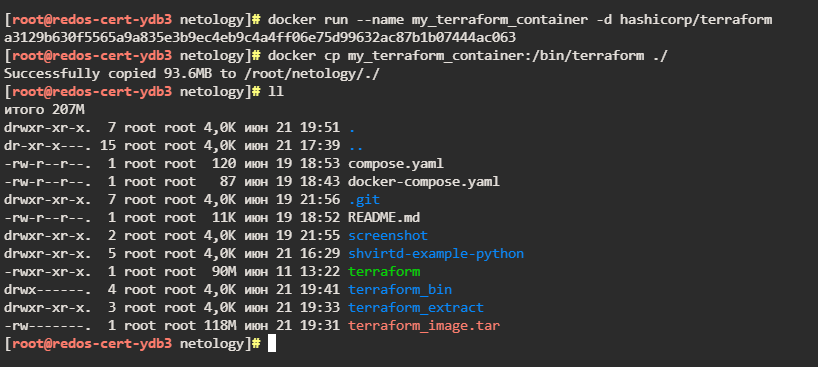 [root@redos-cert-ydb3 netology]# docker run --name my_terraform_container -d hashicorp/terraform
a3129b630f5565a9a835e3b9ec4eb9c4a4ff06e75d99632ac87b1b07444ac063
[root@redos-cert-ydb3 netology]# docker cp my_terraform_container:/bin/terraform ./
Successfully copied 93.6MB to /root/netology/./
[root@redos-cert-ydb3 netology]# ll
итого 207M
drwxr-xr-x.  7 root root 4,0K июн 21 19:51 .
dr-xr-x---. 15 root root 4,0K июн 21 17:39 ..
-rw-r--r--.  1 root root  120 июн 19 18:53 compose.yaml
-rw-r--r--.  1 root root   87 июн 19 18:43 docker-compose.yaml
drwxr-xr-x.  7 root root 4,0K июн 19 21:56 .git
-rw-r--r--.  1 root root  11K июн 19 18:52 README.md
drwxr-xr-x.  2 root root 4,0K июн 19 21:55 screenshot
drwxr-xr-x.  5 root root 4,0K июн 21 16:29 shvirtd-example-python
-rwxr-xr-x.  1 root root  90M июн 11 13:22 terraform
drwx------.  4 root root 4,0K июн 21 19:41 terraform_bin
drwxr-xr-x.  3 root root 4,0K июн 21 19:33 terraform_extract
-rw-------.  1 root root 118M июн 21 19:31 terraform_image.tar
[root@redos-cert-ydb3 netology]#